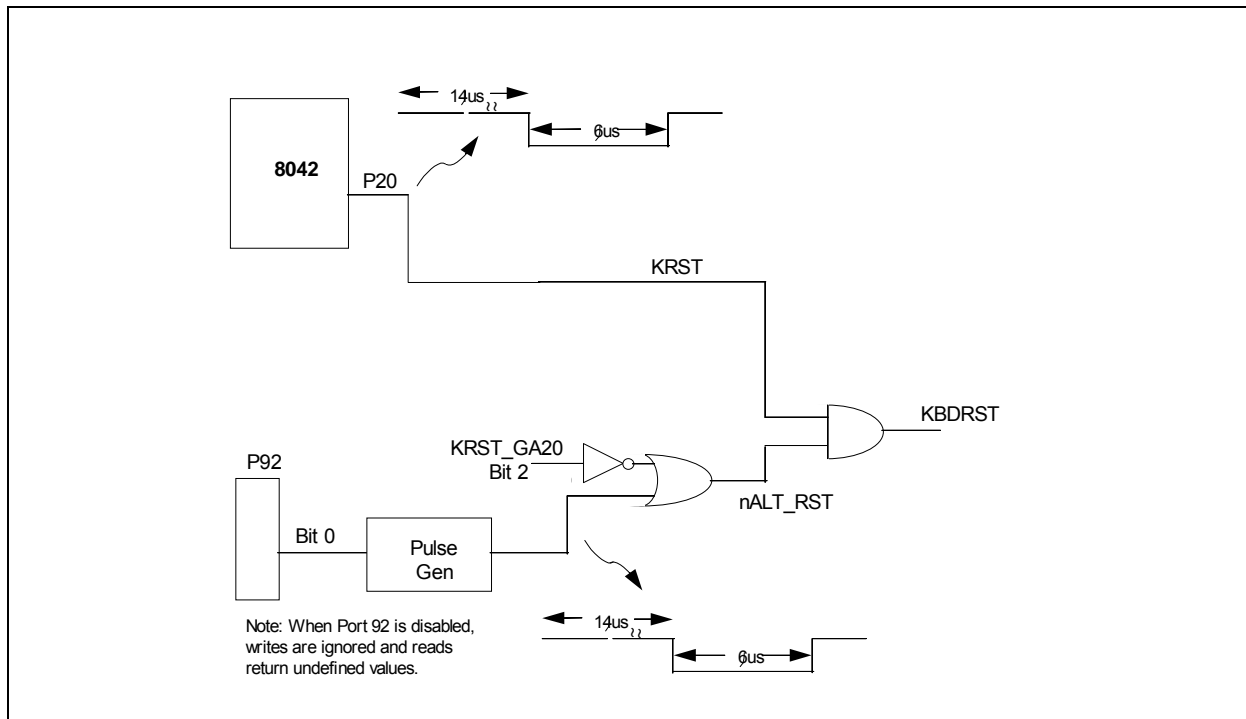 14us
6us
8042
P20
KRST
KBDRST
KRST_GA20
Bit 2
nALT_RST
P92
Bit 0
Pulse
Gen
14us
6us
Note: When Port 92 is disabled,
writes are ignored and reads
return undefined values.